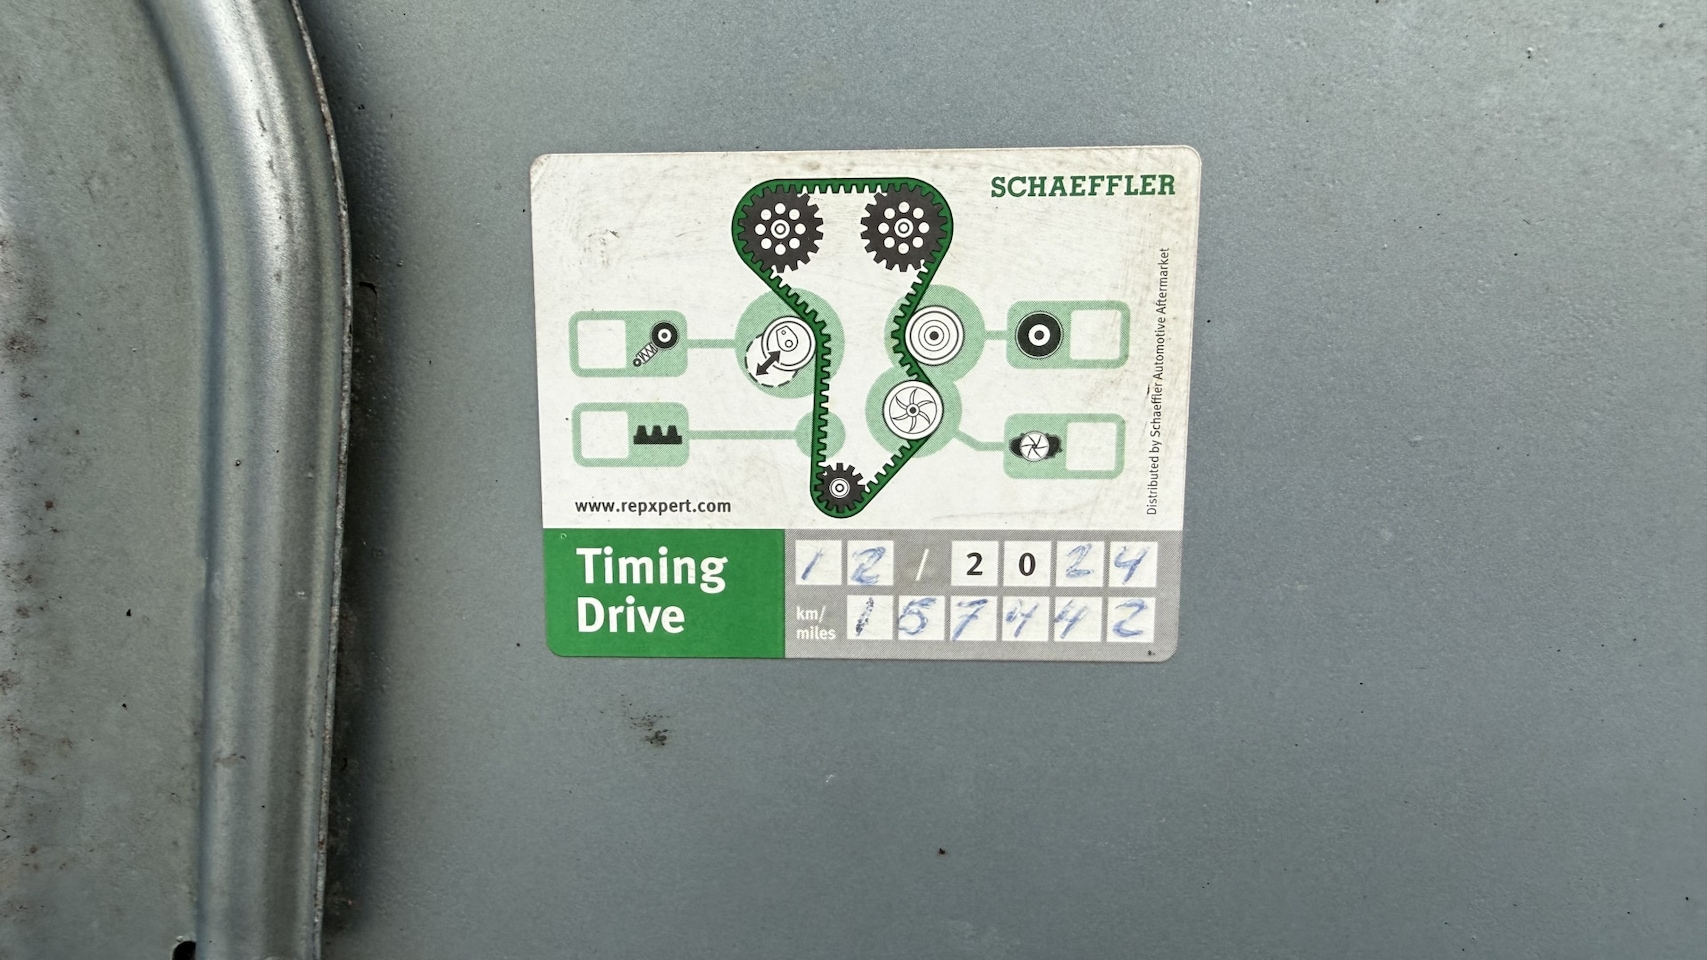 SCHAEFFLER
Distributed by Schaeffler Automotive Aftermarket
www.repxpert.com
Timing
Drive
12 / 2024
km/
miles
157442